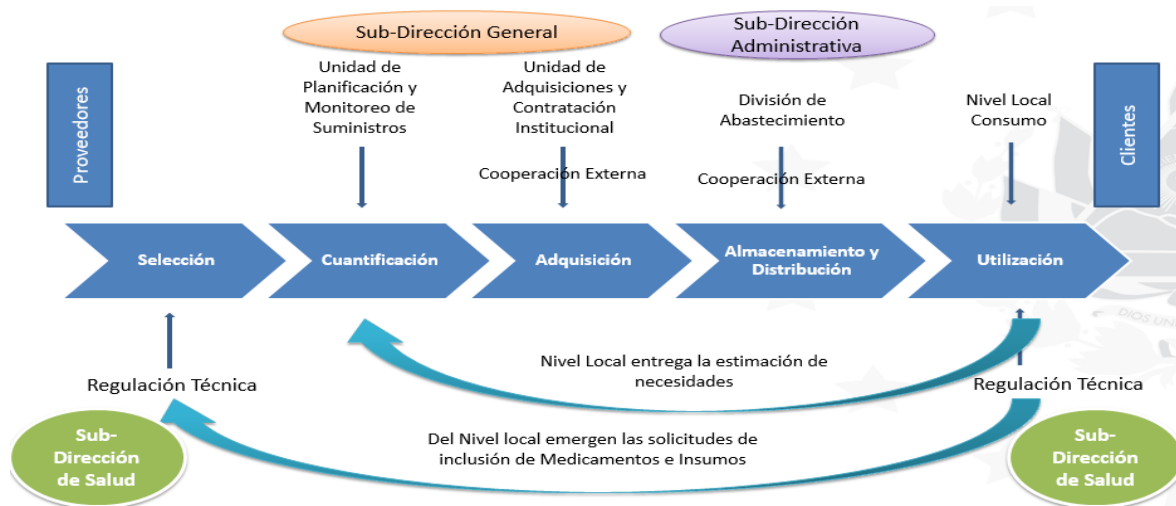 Sub-Dirección General
Sub-Dirección
Administrativa
Proveedores
Unidad de
Planificación y
Monitoreo de
Suministros
Unidad de
Adquisiciones y
Contratación
Institucional
Cooperación Externa
División de
Abastecimiento
Cooperación Externa
Nivel Local
Consumo
Clientes
Selección
Cuantificación
Adquisición
Almacenamiento y
Distribución
Utilización
Nivel Local entrega la estimación de
necesidades
Regulación Técnica
Regulación Técnica
Del Nivel local emergen las solicitudes de
inclusión de Medicamentos e Insumos
Sub-
Dirección
de Salud
Sub-
Dirección
de Salud
DIOS UN